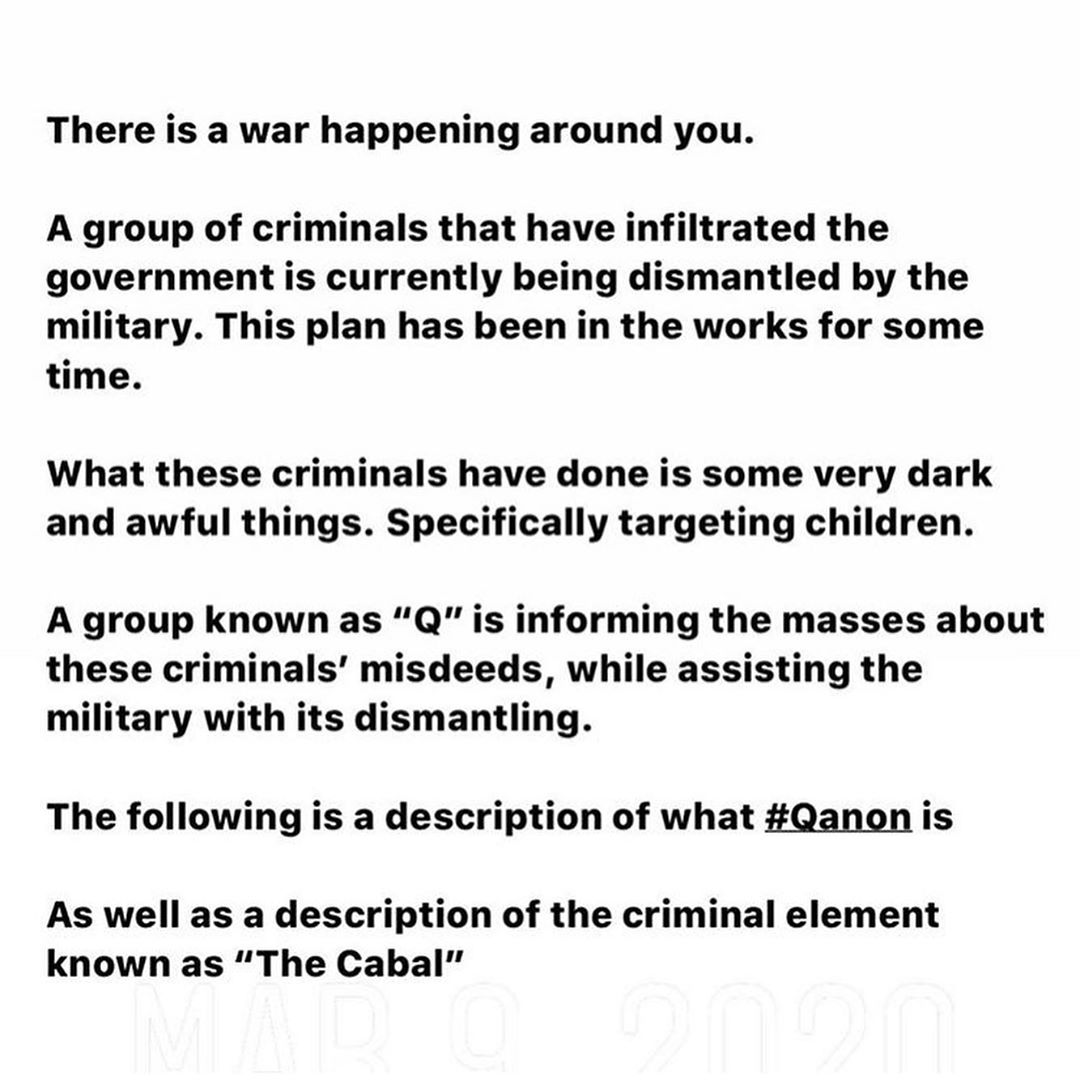 There is a war happening around you.
A group of criminals that have infiltrated the
government is currently being dismantled by the
military. This plan has been in the works for some
time.
What these criminals have done is some very dark
and awful things. Specifically targeting children.
A group known as “Q” is informing the masses about
these criminals’ misdeeds, while assisting the
military with its dismantling.
The following is a description of what #Qanon is
As well as a description of the criminal element
known as “The Cabal”
MAR 9, 2020